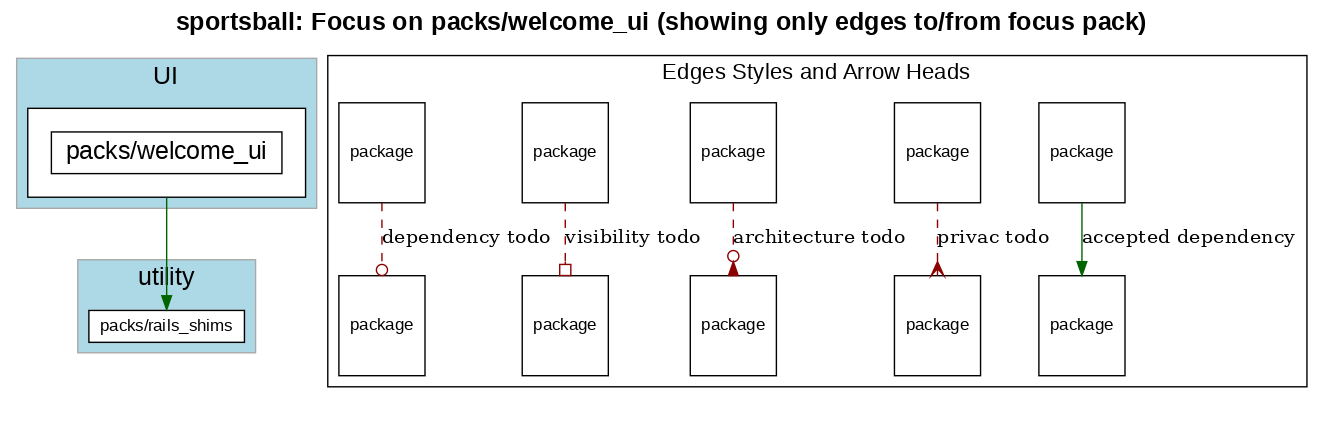 sportsball: Focus on packs/welcome_ui (showing only edges to/from focus pack)
UI
packs/welcome_ui
utility
packs/rails_shims
Edges Styles and Arrow Heads
package package package package package
dependency todo visibility todo architecture todo privac todo accepted dependency
package package package package package